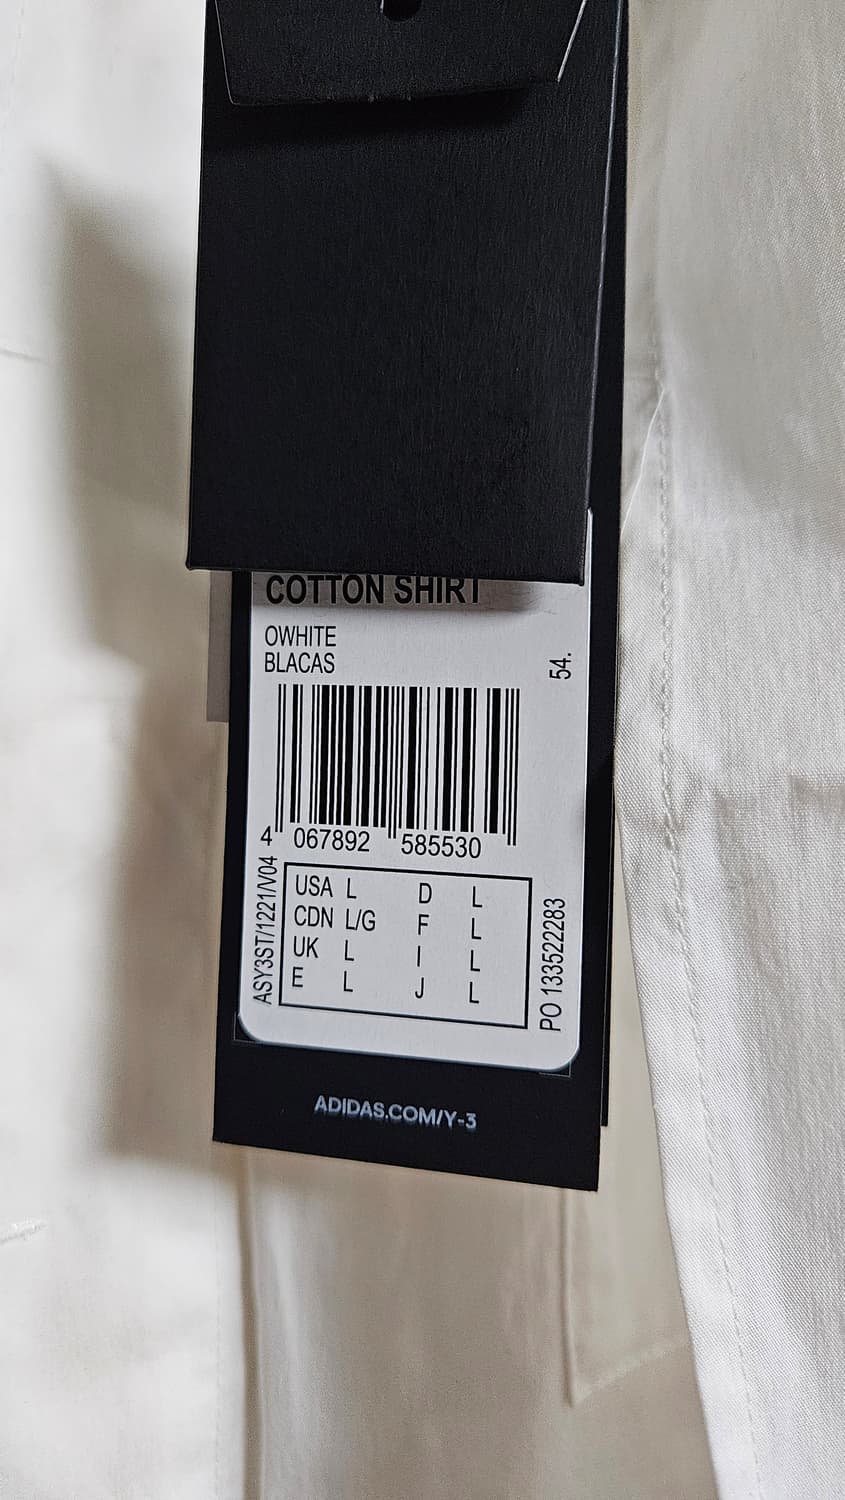 COTTON SHIRT
OWHITE
BLACAS
54.
4 067892 585530
ASY3ST/1221/V04
USA L D L
CDN L/G F L
UK L I L
E L J L
PO 133522283
ADIDAS.COM/Y-3